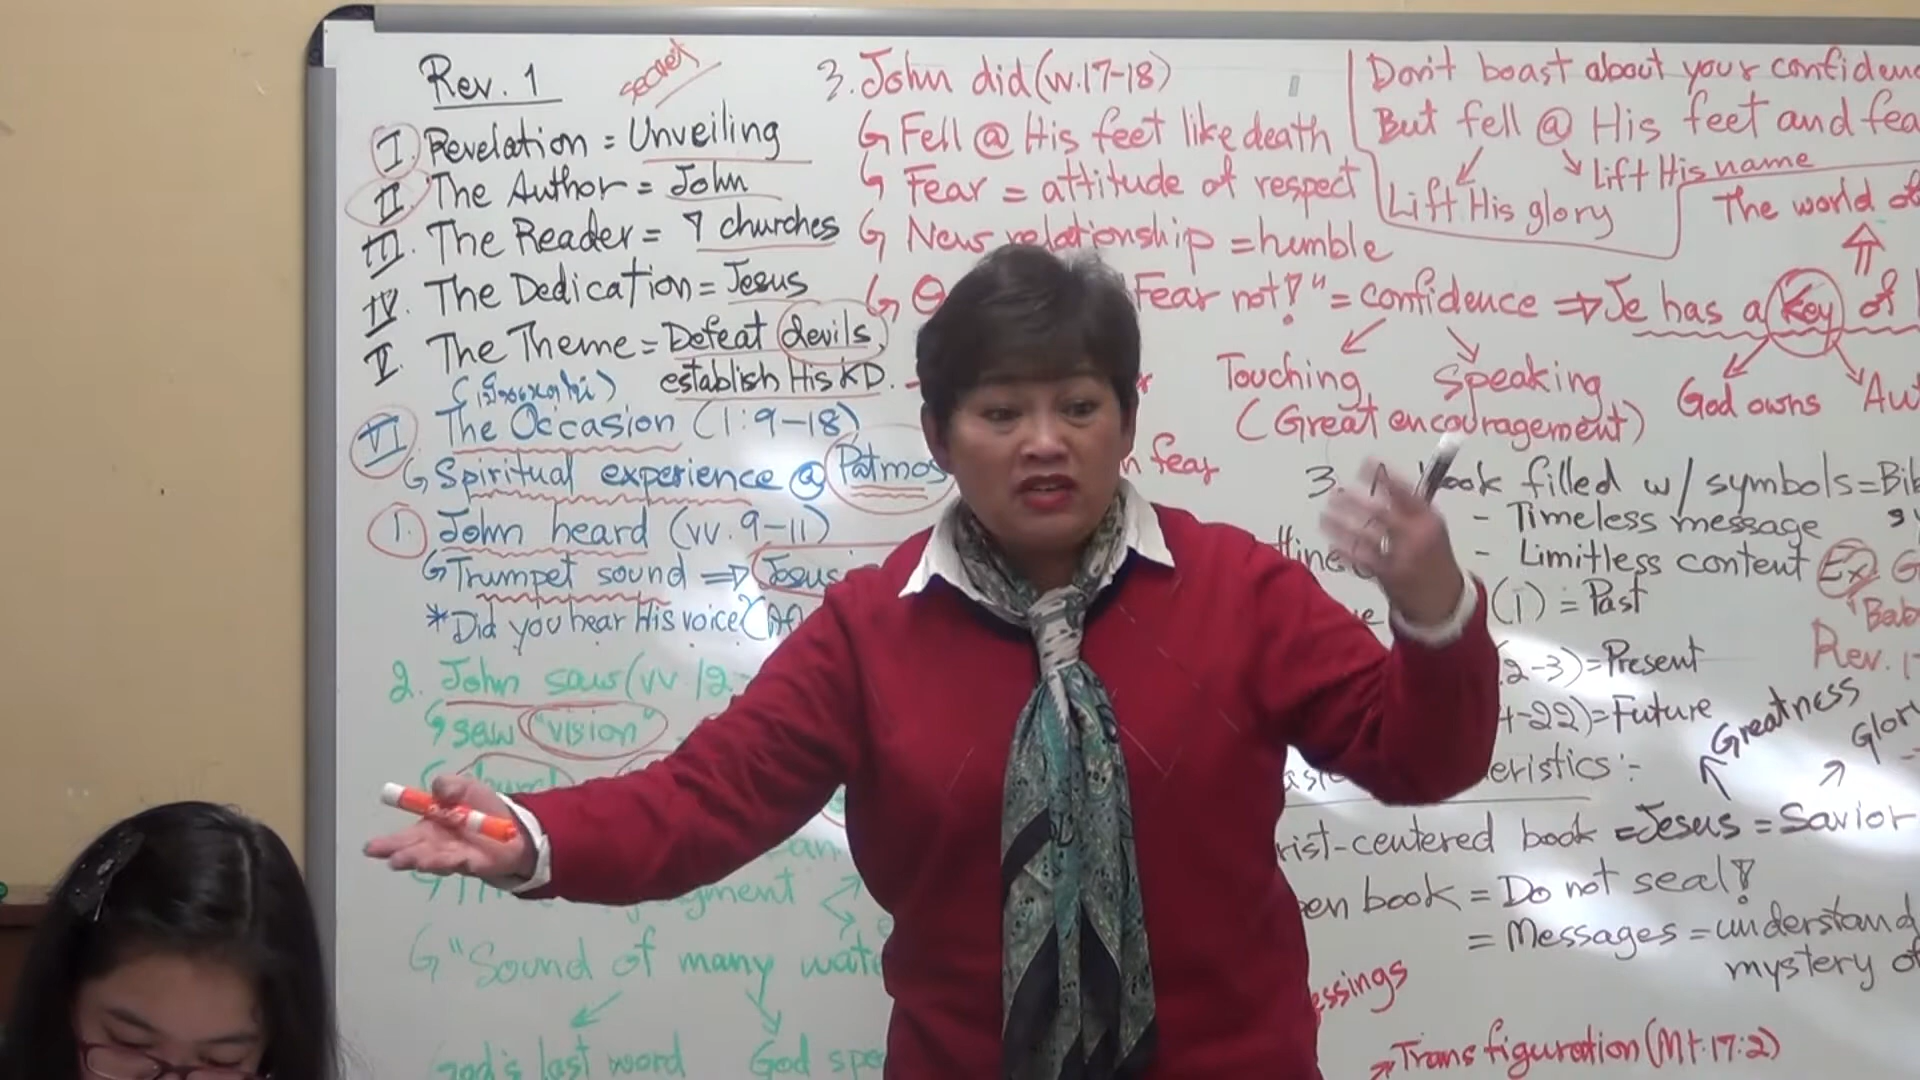 Rev. 1
secret
I. Revelation = Unveiling
II. The Author = John
III. The Reader = 7 churches
IV. The Dedication = Jesus
V. The Theme = Defeat devils,
establish His KD.
VI The Occasion (1:9-18)
Spiritual experience @ Patmos
1. John heard (vv. 9-11)
Trumpet sound ⇒ Jesus
*Did you hear His voice?
2. John saw (vv 12-
saw "vision"
"Sound of many wate
God's last word God spe
3. John did (vv.17-18)
Fell @ His feet like death
Fear = attitude of respect
New relationship = humble
Fear not!" = confidence ⇒ Je has a Key of
Touching Speaking
(Great encouragement)
God owns Aut
fear
Don't boast about your confidenc
But fell @ His feet and fea
Lift His glory
Lift His name
The world of
3. A book filled w/ symbols = Bib
- Timeless message
- Limitless content Ex G
(1) = Past
Bab
2-3) = Present
Rev. 1
4-22) = Future
Greatness
Glor
eristics :-
rist-centered book = Jesus = Savior
pen book = Do not seal!
= Messages = understand
mystery of
essings
Transfiguration (Mt.17:2)